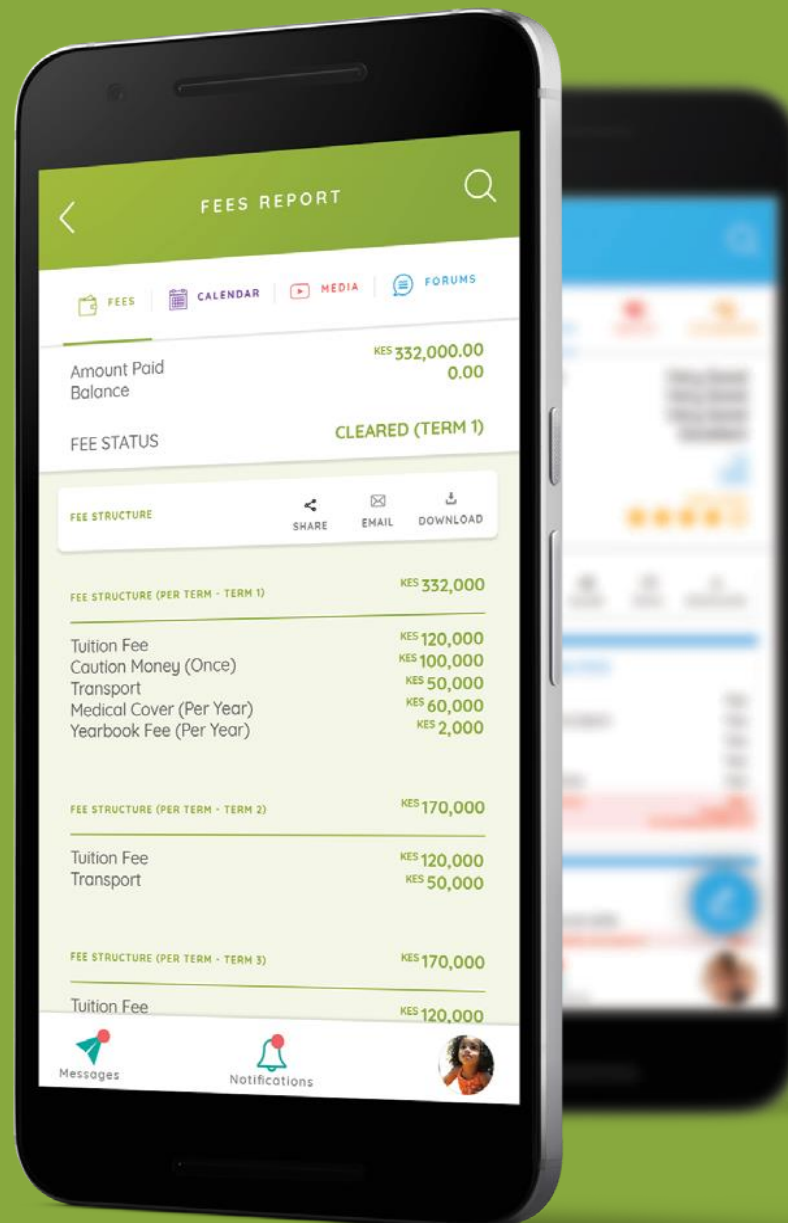 FEES REPORT
FEES CALENDAR MEDIA FORUMS
Amount Paid KES 332,000.00
Balance 0.00
FEE STATUS CLEARED (TERM 1)
FEE STRUCTURE SHARE EMAIL DOWNLOAD
FEE STRUCTURE (PER TERM - TERM 1) KES 332,000
Tuition Fee KES 120,000
Caution Money (Once) KES 100,000
Transport KES 50,000
Medical Cover (Per Year) KES 60,000
Yearbook Fee (Per Year) KES 2,000
FEE STRUCTURE (PER TERM - TERM 2) KES 170,000
Tuition Fee KES 120,000
Transport KES 50,000
FEE STRUCTURE (PER TERM - TERM 3) KES 170,000
Tuition Fee KES 120,000
Messages Notifications